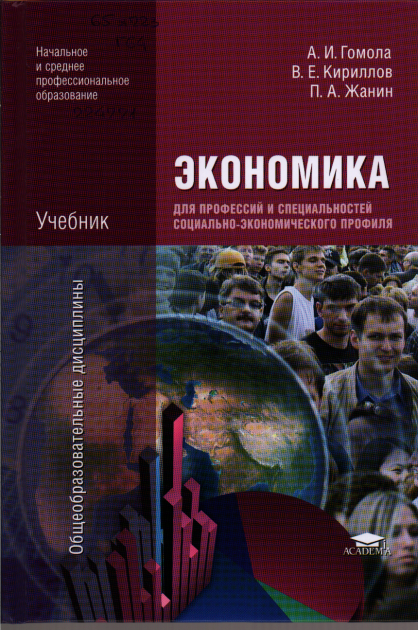 Начальное
и среднее
профессиональное
образование
А. И. Гомола
В. Е. Кириллов
П. А. Жанин
ЭКОНОМИКА
ДЛЯ ПРОФЕССИЙ И СПЕЦИАЛЬНОСТЕЙ
СОЦИАЛЬНО-ЭКОНОМИЧЕСКОГО ПРОФИЛЯ
Учебник
Общеобразовательные дисциплины
ACADEMA